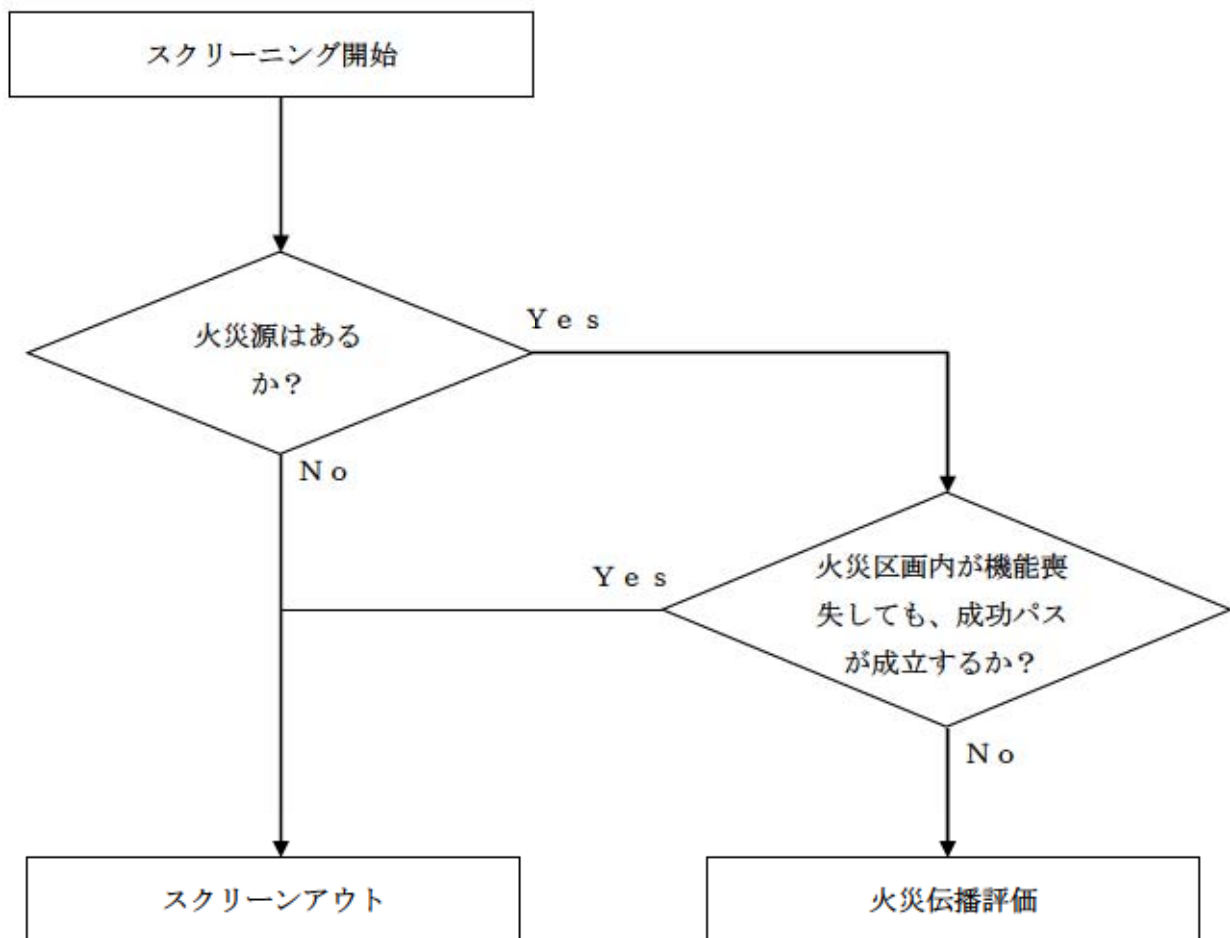 スクリーニング開始
火災源はある
か？
Ｙｅｓ
Ｎｏ
火災区画内が機能喪
失しても、成功パス
が成立するか？
Ｙｅｓ
Ｎｏ
スクリーンアウト
火災伝播評価